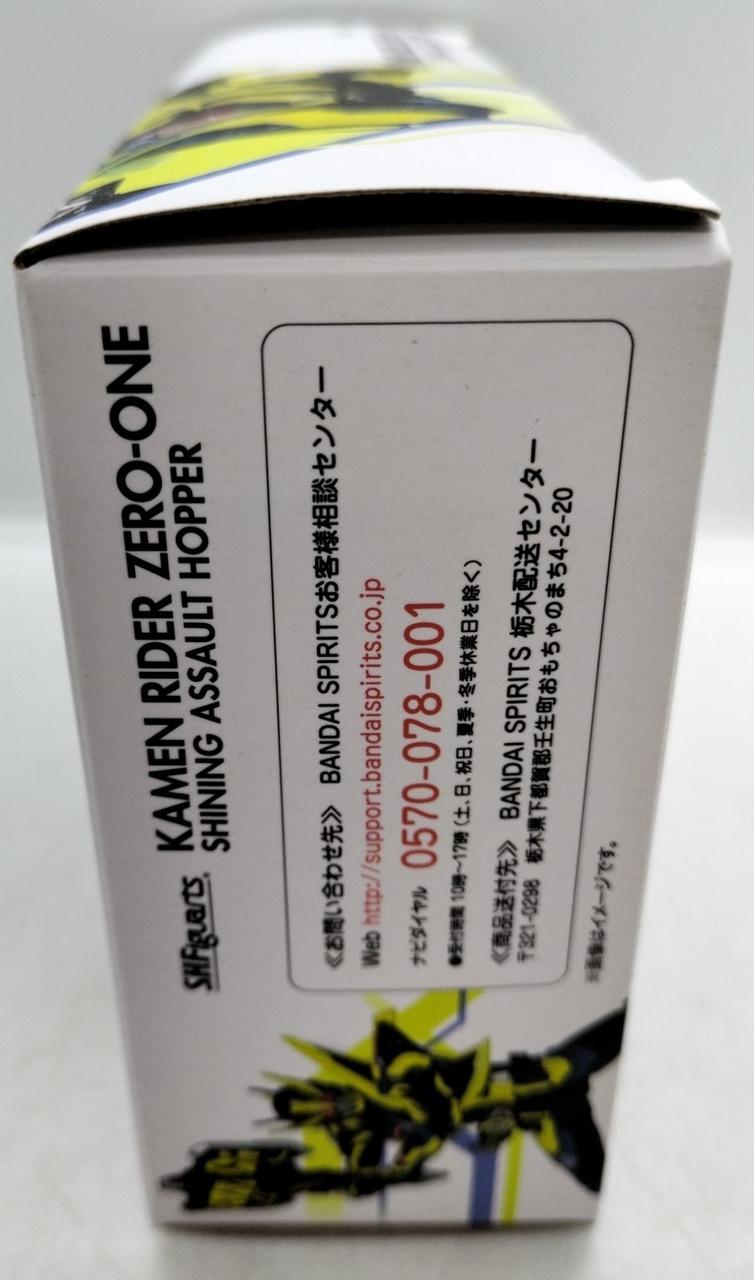 S.H.Figuarts
KAMEN RIDER ZERO-ONE
SHINING ASSAULT HOPPER
≪お問い合わせ先≫ BANDAI SPIRITSお客様相談センター
Web http://support.bandaispirits.co.jp
ナビダイヤル 0570-078-001
●受付時間 10時~17時(土、日、祝日、夏季・冬季休業日を除く)
≪商品送付先≫ BANDAI SPIRITS 栃木配送センター
〒321-0298 栃木県下都賀郡壬生町おもちゃのまち4-2-20
※画像はイメージです。